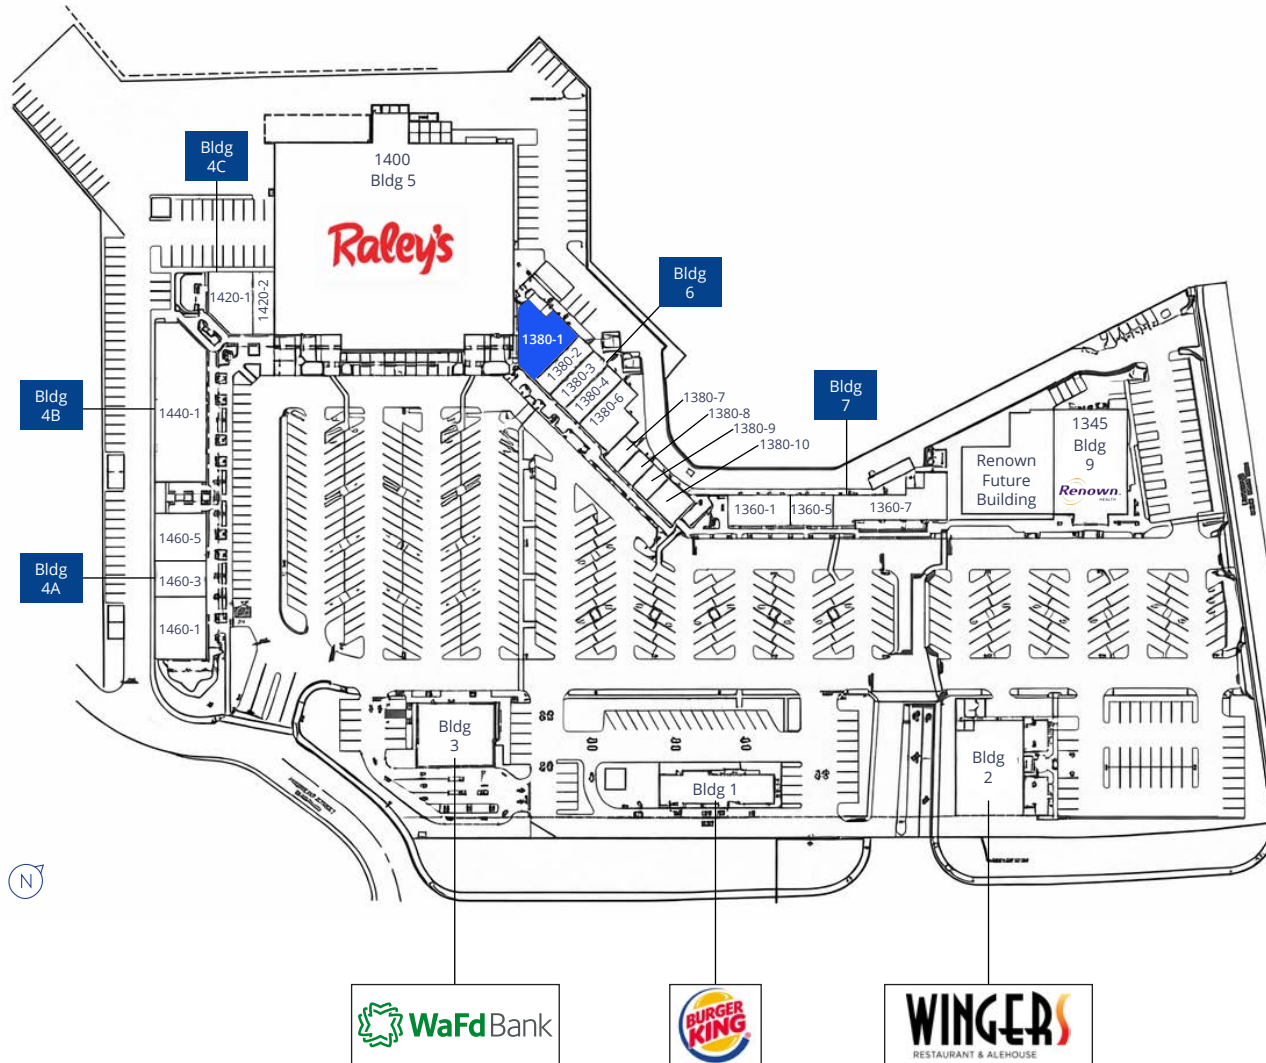 Bldg
4C
1400
Bldg 5
Raley's
Bldg
6
1420-1
1420-2
1380-1
1380-2
1380-3
1380-4
1380-6
1380-7
1380-8
1380-9
1380-10
Bldg
7
Bldg
4B
1440-1
1345
Bldg
9
Renown
HEALTH
Renown
Future
Building
1360-1
1360-5
1360-7
1460-5
Bldg
4A
1460-3
1460-1
Bldg
3
Bldg 1
Bldg
2
N
WaFd Bank
BURGER
KING
WINGERS
RESTAURANT & ALEHOUSE